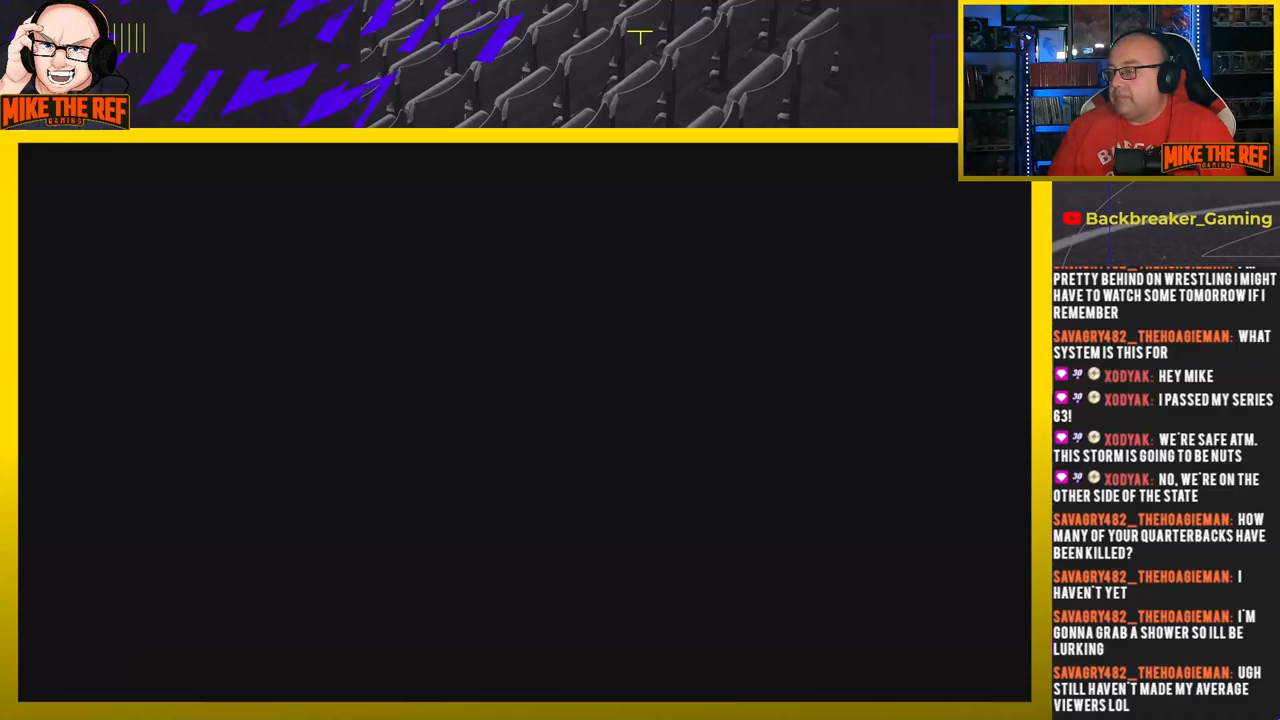 MIKE THE REF
GAMING
MIKE THE REF
GAMING
Backbreaker_Gaming
PRETTY BEHIND ON WRESTLING I MIGHT
HAVE TO WATCH SOME TOMORROW IF I
REMEMBER
SAVAGRY482_THEHOAGIEMAN: WHAT
SYSTEM IS THIS FOR
30 XODYAK: HEY MIKE
30 XODYAK: I PASSED MY SERIES
63!
30 XODYAK: WE'RE SAFE ATM.
THIS STORM IS GOING TO BE NUTS
30 XODYAK: NO, WE'RE ON THE
OTHER SIDE OF THE STATE
SAVAGRY482_THEHOAGIEMAN: HOW
MANY OF YOUR QUARTERBACKS HAVE
BEEN KILLED?
SAVAGRY482_THEHOAGIEMAN: I
HAVEN'T YET
SAVAGRY482_THEHOAGIEMAN: I'M
GONNA GRAB A SHOWER SO ILL BE
LURKING
SAVAGRY482_THEHOAGIEMAN: UGH
STILL HAVEN'T MADE MY AVERAGE
VIEWERS LOL